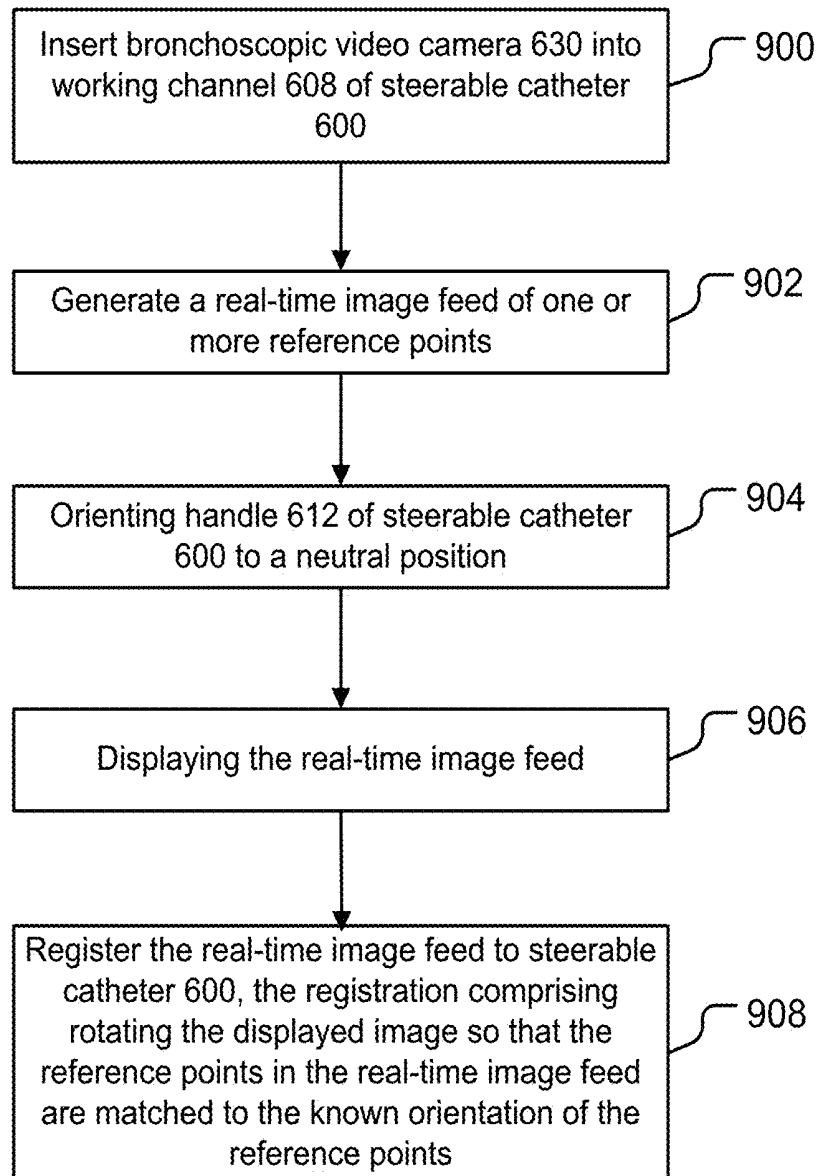 Insert bronchoscopic video camera 630 into
working channel 608 of steerable catheter
600
900
Generate a real-time image feed of one or
more reference points
902
Orienting handle 612 of steerable catheter
600 to a neutral position
904
Displaying the real-time image feed
906
Register the real-time image feed to steerable
catheter 600, the registration comprising
rotating the displayed image so that the
reference points in the real-time image feed
are matched to the known orientation of the
reference points
908